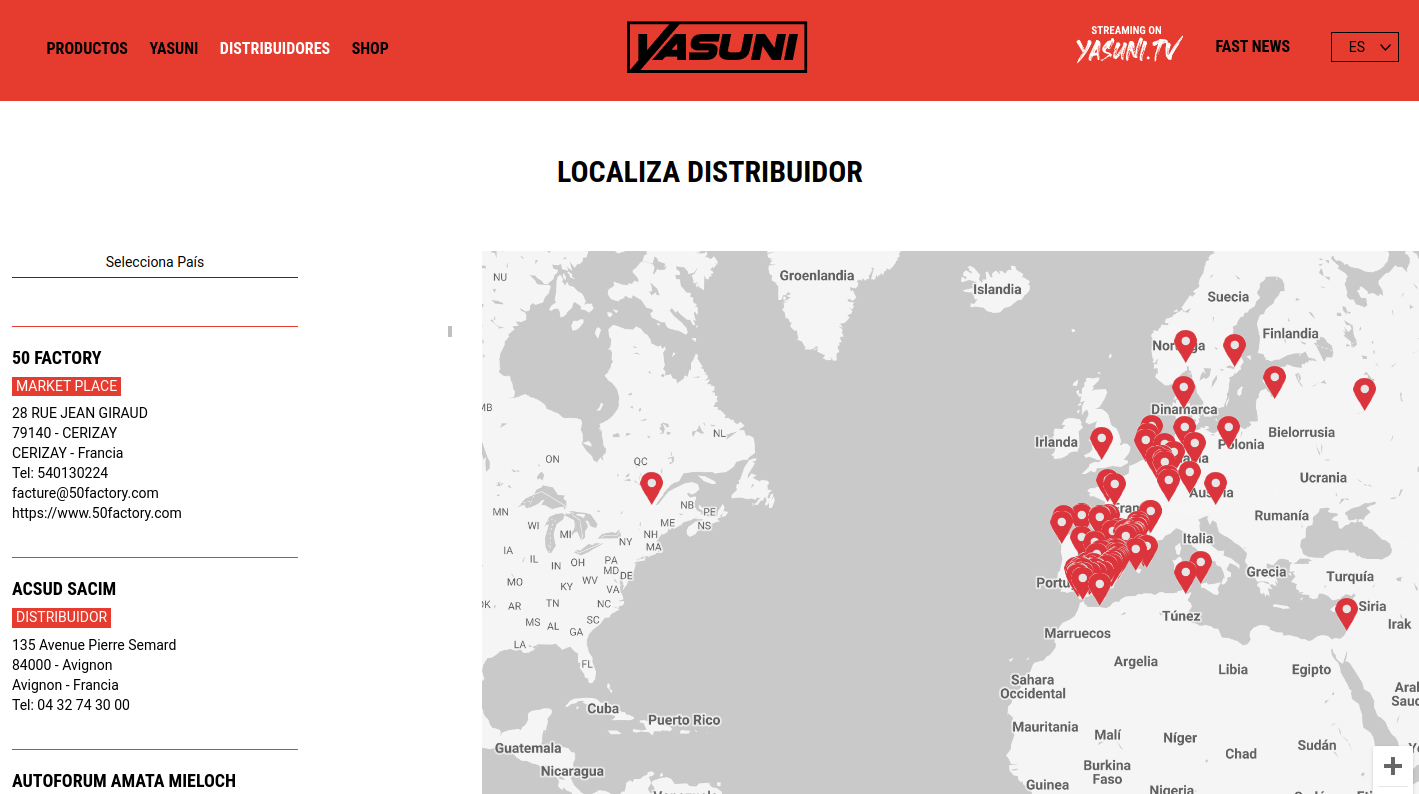 PRODUCTOS YASUNI DISTRIBUIDORES SHOP
YASUNI
STREAMING ON
YASUNI.TV
FAST NEWS
ES
LOCALIZA DISTRIBUIDOR
Selecciona País
50 FACTORY
MARKET PLACE
28 RUE JEAN GIRAUD
79140 - CERIZAY
CERIZAY - Francia
Tel: 540130224
facture@50factory.com
https://www.50factory.com
ACSUD SACIM
DISTRIBUIDOR
135 Avenue Pierre Semard
84000 - Avignon
Avignon - Francia
Tel: 04 32 74 30 00
AUTOFORUM AMATA MIELOCH
NU
Groenlandia
Islandia
Suecia
Finlandia
Dinamarca
Irlanda
Polonia
Bielorrusia
NL
ON
QC
Ucrania
MN
NB
PE
Rumanía
WI
ME
NS
MI
NY
NH
MA
Italia
IA
IL
IN
OH
PA
MD
DE
Grecia
Turquía
MO
KY
WV
VA
AR
TN
NC
Siria
Túnez
MS
AL
SC
GA
Irak
Marruecos
LA
FL
Argelia
Libia
Egipto
Sahara
Occidental
Cuba
Puerto Rico
Mauritania
Malí
Níger
Guatemala
Chad
Sudán
Nicaragua
Burkina
Faso
Guinea
Nigeria